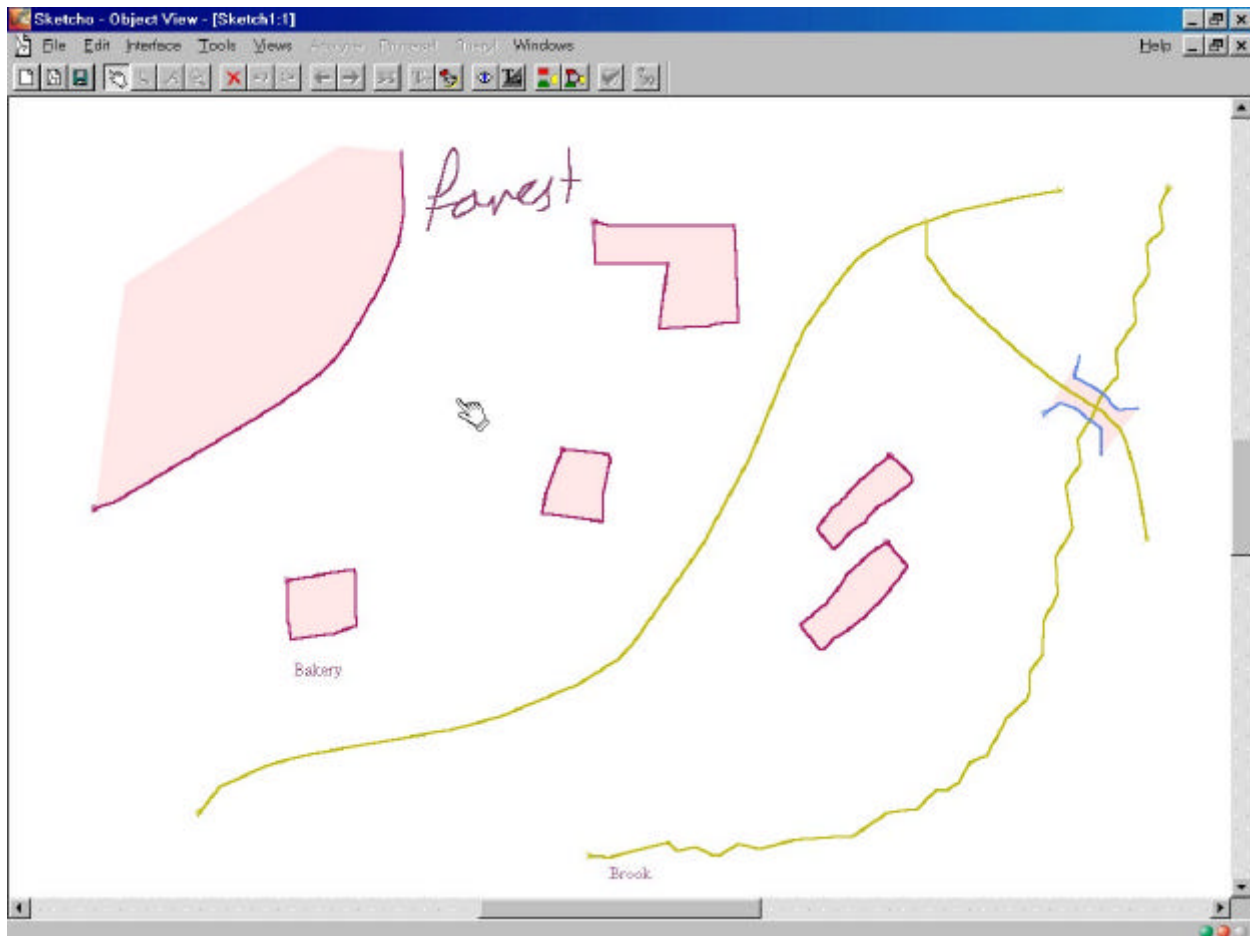 Sketcho - Object View - [Sketch1:1]
File Edit Interface Tools Views Windows Help
forest
Bakery
Brook